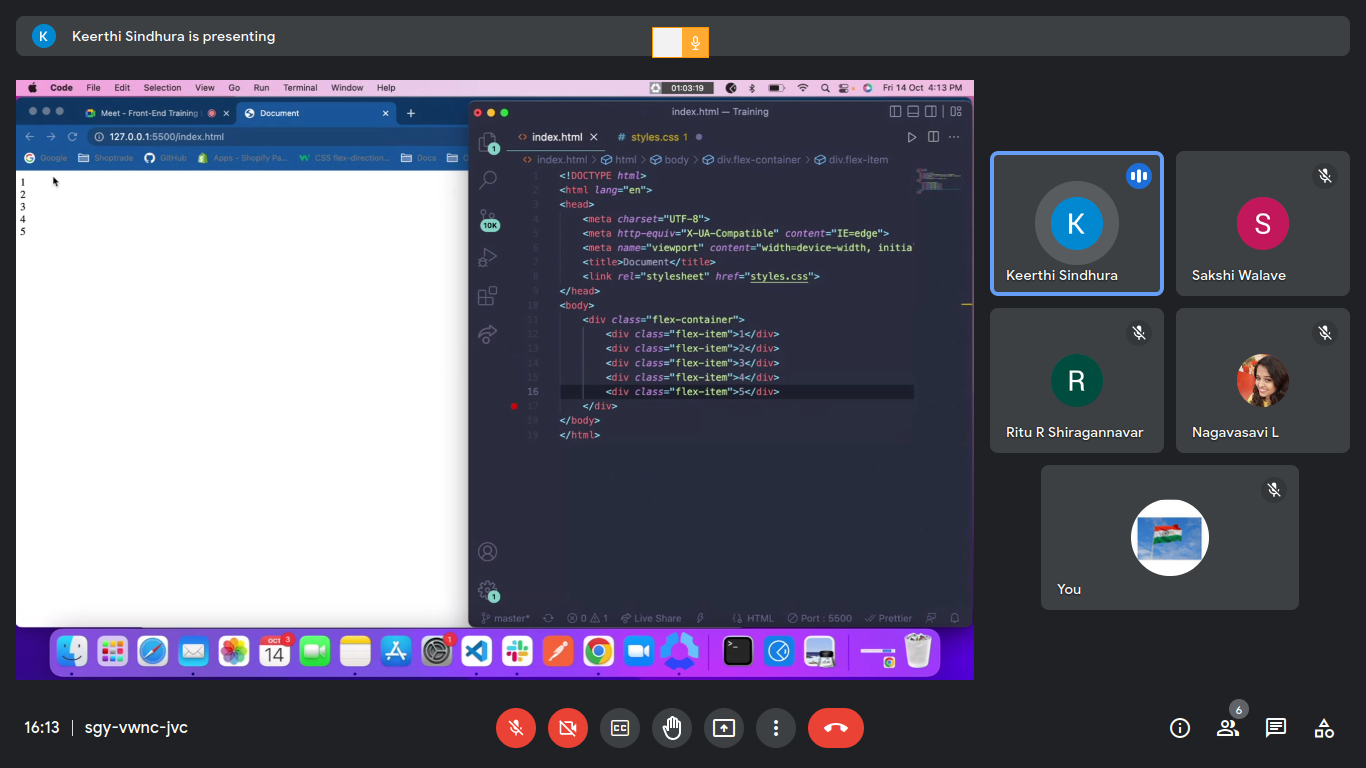 K Keerthi Sindhura is presenting
Code File Edit Selection View Go Run Terminal Window Help 01:03:19 Fri 14 Oct 4:13 PM
Meet - Front-End Training
Document
127.0.0.1:5500/index.html
Google Shoptrade GitHub Apps - Shopify Pa... CSS flex-direction... Docs
1
2
3
4
5
index.html — Training
index.html styles.css 1
index.html > html > body > div.flex-container > div.flex-item
1 <!DOCTYPE html>
2 <html lang="en">
3 <head>
4 <meta charset="UTF-8">
5 <meta http-equiv="X-UA-Compatible" content="IE=edge">
6 <meta name="viewport" content="width=device-width, initia
7 <title>Document</title>
8 <link rel="stylesheet" href="styles.css">
9 </head>
10 <body>
11 <div class="flex-container">
12 <div class="flex-item">1</div>
13 <div class="flex-item">2</div>
14 <div class="flex-item">3</div>
15 <div class="flex-item">4</div>
16 <div class="flex-item">5</div>
17 </div>
18 </body>
19 </html>
1
10K
1
master* 0 1 Live Share HTML Port : 5500 Prettier
OCT 3
14
1
K
Keerthi Sindhura
S
Sakshi Walave
R
Ritu R Shiragannavar
Nagavasavi L
You
16:13 | sgy-vwnc-jvc
CC
6